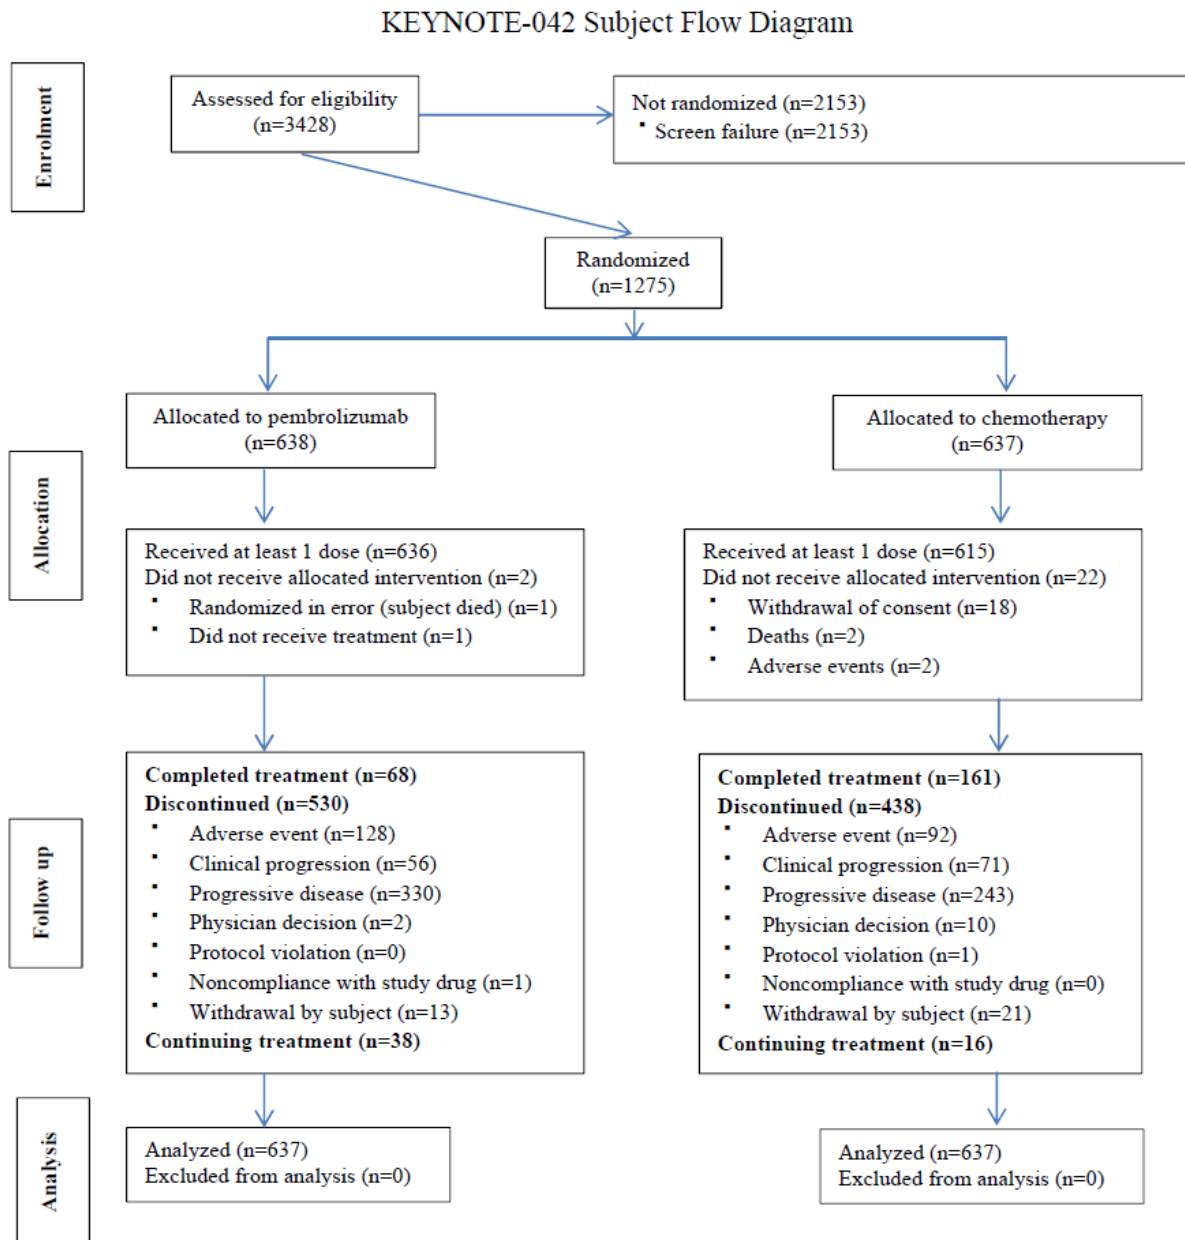 KEYNOTE-042 Subject Flow Diagram
Enrolment
Assessed for eligibility
(n=3428)
Not randomized (n=2153)
▪ Screen failure (n=2153)
Randomized
(n=1275)
Allocation
Allocated to pembrolizumab
(n=638)
Allocated to chemotherapy
(n=637)
Received at least 1 dose (n=636)
Did not receive allocated intervention (n=2)
▪ Randomized in error (subject died) (n=1)
▪ Did not receive treatment (n=1)
Received at least 1 dose (n=615)
Did not receive allocated intervention (n=22)
▪ Withdrawal of consent (n=18)
▪ Deaths (n=2)
▪ Adverse events (n=2)
Follow up
Completed treatment (n=68)
Discontinued (n=530)
▪ Adverse event (n=128)
▪ Clinical progression (n=56)
▪ Progressive disease (n=330)
▪ Physician decision (n=2)
▪ Protocol violation (n=0)
▪ Noncompliance with study drug (n=1)
▪ Withdrawal by subject (n=13)
Continuing treatment (n=38)
Completed treatment (n=161)
Discontinued (n=438)
▪ Adverse event (n=92)
▪ Clinical progression (n=71)
▪ Progressive disease (n=243)
▪ Physician decision (n=10)
▪ Protocol violation (n=1)
▪ Noncompliance with study drug (n=0)
▪ Withdrawal by subject (n=21)
Continuing treatment (n=16)
Analysis
Analyzed (n=637)
Excluded from analysis (n=0)
Analyzed (n=637)
Excluded from analysis (n=0)